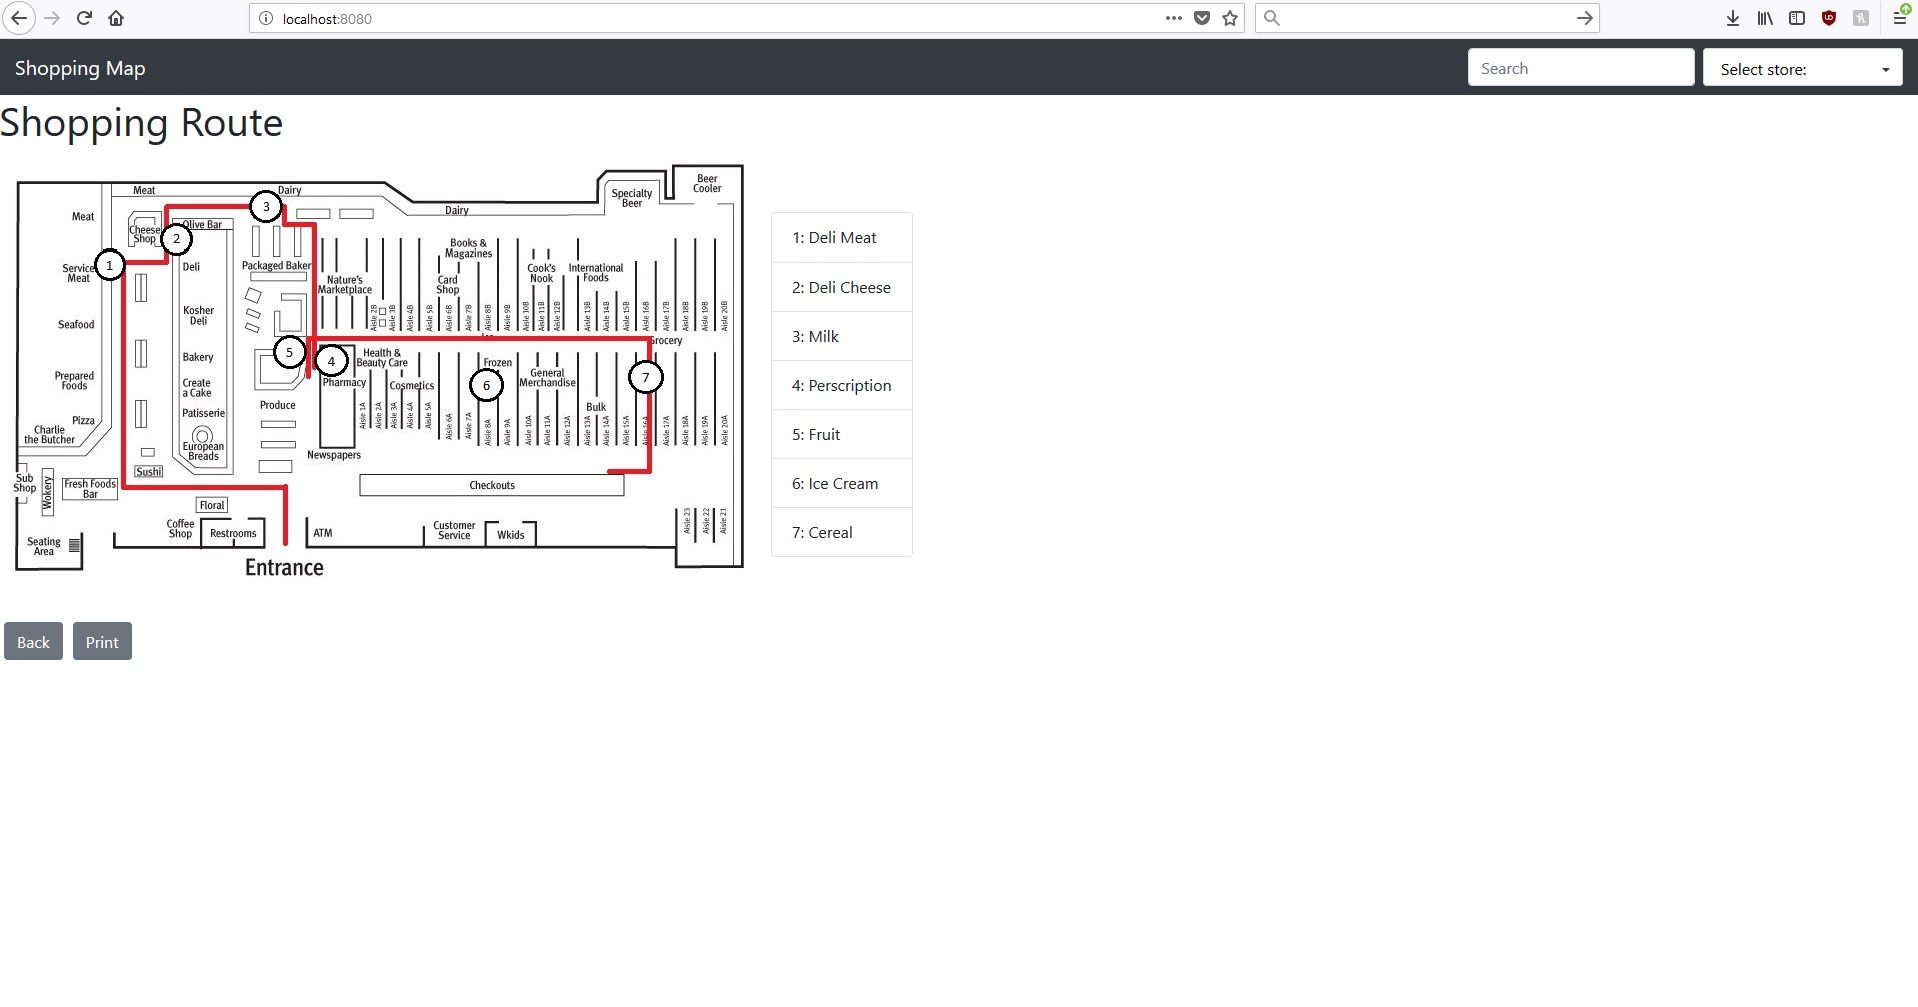 localhost:8080
Shopping Map
Search
Select store:
Shopping Route
Meat
Dairy
Dairy
Specialty
Beer
Beer
Cooler
Meat
3
Cheese
Shop
2
Olive Bar
Service
Meat
1
Deli
Packaged Baker
Books &
Magazines
Card
Shop
Cook's
Nook
International
Foods
Nature's
Marketplace
Aisle 2B
Aisle 3B
Aisle 4B
Aisle 5B
Aisle 6B
Aisle 7B
Aisle 8B
Aisle 9B
Aisle 10B
Aisle 11B
Aisle 12B
Aisle 13B
Aisle 14B
Aisle 15B
Aisle 16B
Aisle 17B
Aisle 18B
Aisle 19B
Aisle 20B
Seafood
Kosher
Deli
Grocery
5
4
Health &
Beauty Care
Frozen
Bakery
Prepared
Foods
Create
a Cake
Pharmacy
Cosmetics
6
General
Merchandise
7
Produce
Bulk
Patisserie
Pizza
Charlie
the Butcher
European
Breads
Aisle 1A
Aisle 2A
Aisle 3A
Aisle 4A
Aisle 5A
Aisle 6A
Aisle 7A
Aisle 8A
Aisle 9A
Aisle 10A
Aisle 11A
Aisle 12A
Aisle 13A
Aisle 14A
Aisle 15A
Aisle 16A
Aisle 17A
Aisle 18A
Aisle 19A
Aisle 20A
Newspapers
Sushi
Sub
Shop
Wokery
Fresh Foods
Bar
Checkouts
Floral
Coffee
Shop
Restrooms
ATM
Customer
Service
Wkids
Aisle 23
Aisle 22
Aisle 21
Seating
Area
Entrance
1: Deli Meat
2: Deli Cheese
3: Milk
4: Perscription
5: Fruit
6: Ice Cream
7: Cereal
Back
Print